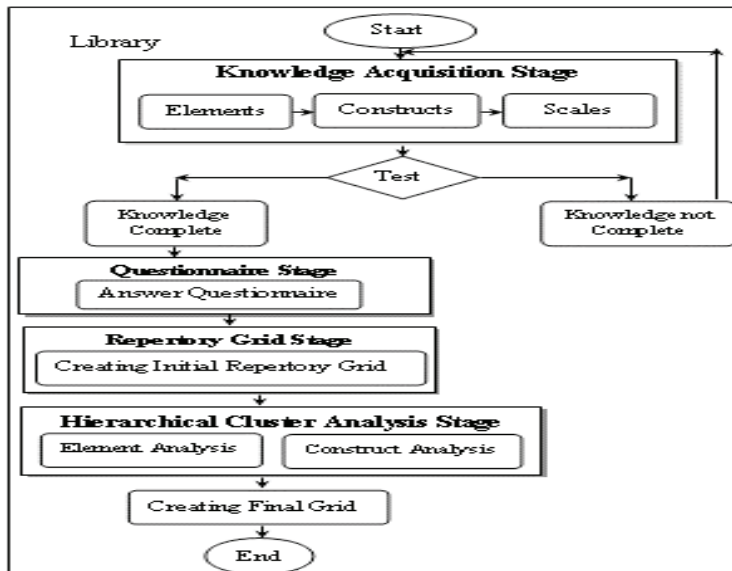 Start
Library
Knowledge Acquisition Stage
Elements
Constructs
Scales
Test
Knowledge
Complete
Knowledge not
Complete
Questionnaire Stage
Answer Questionnaire
Repertory Grid Stage
Creating Initial Repertory Grid
Hierarchical Cluster Analysis Stage
Element Analysis
Construct Analysis
Creating Final Grid
End